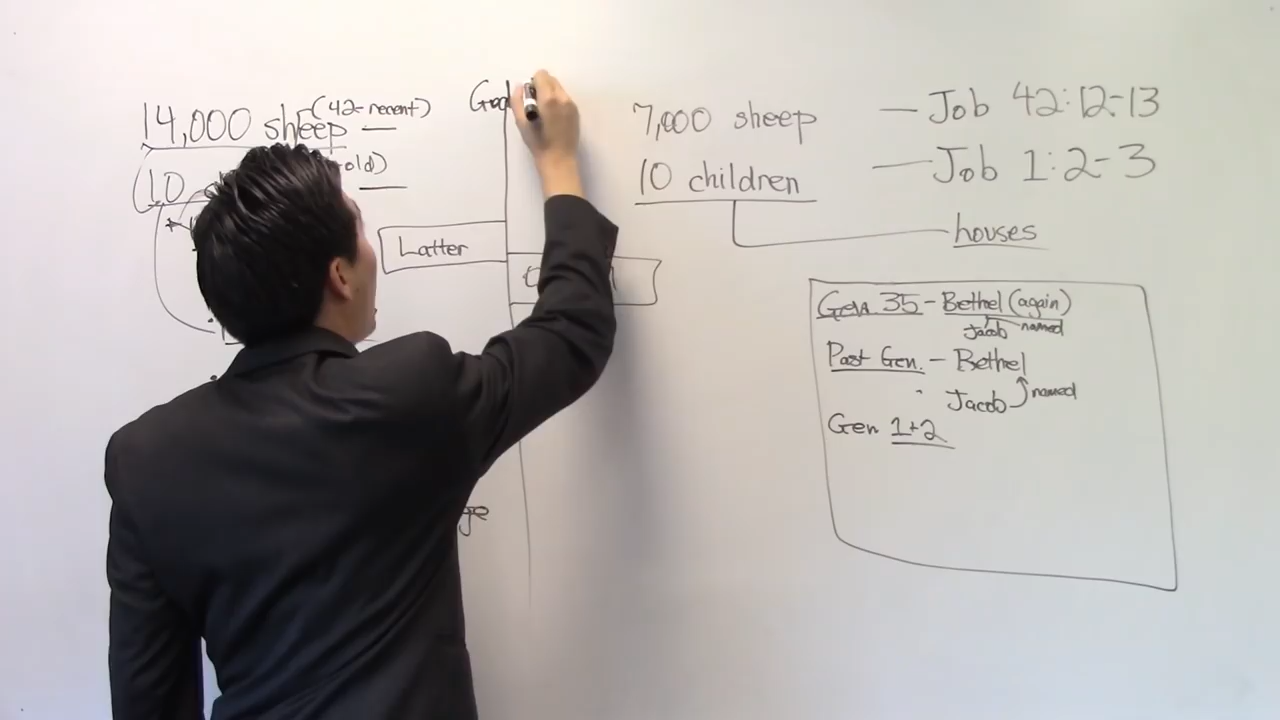 14,000 sheep (42-recent)
(10
old)
God
Latter
ge
7,000 sheep
10 children
— Job 42:12-13
— Job 1:2-3
houses
Gen. 35 - Bethel (again)
Jacob named
Past Gen. - Bethel
Jacob named
Gen 1+2